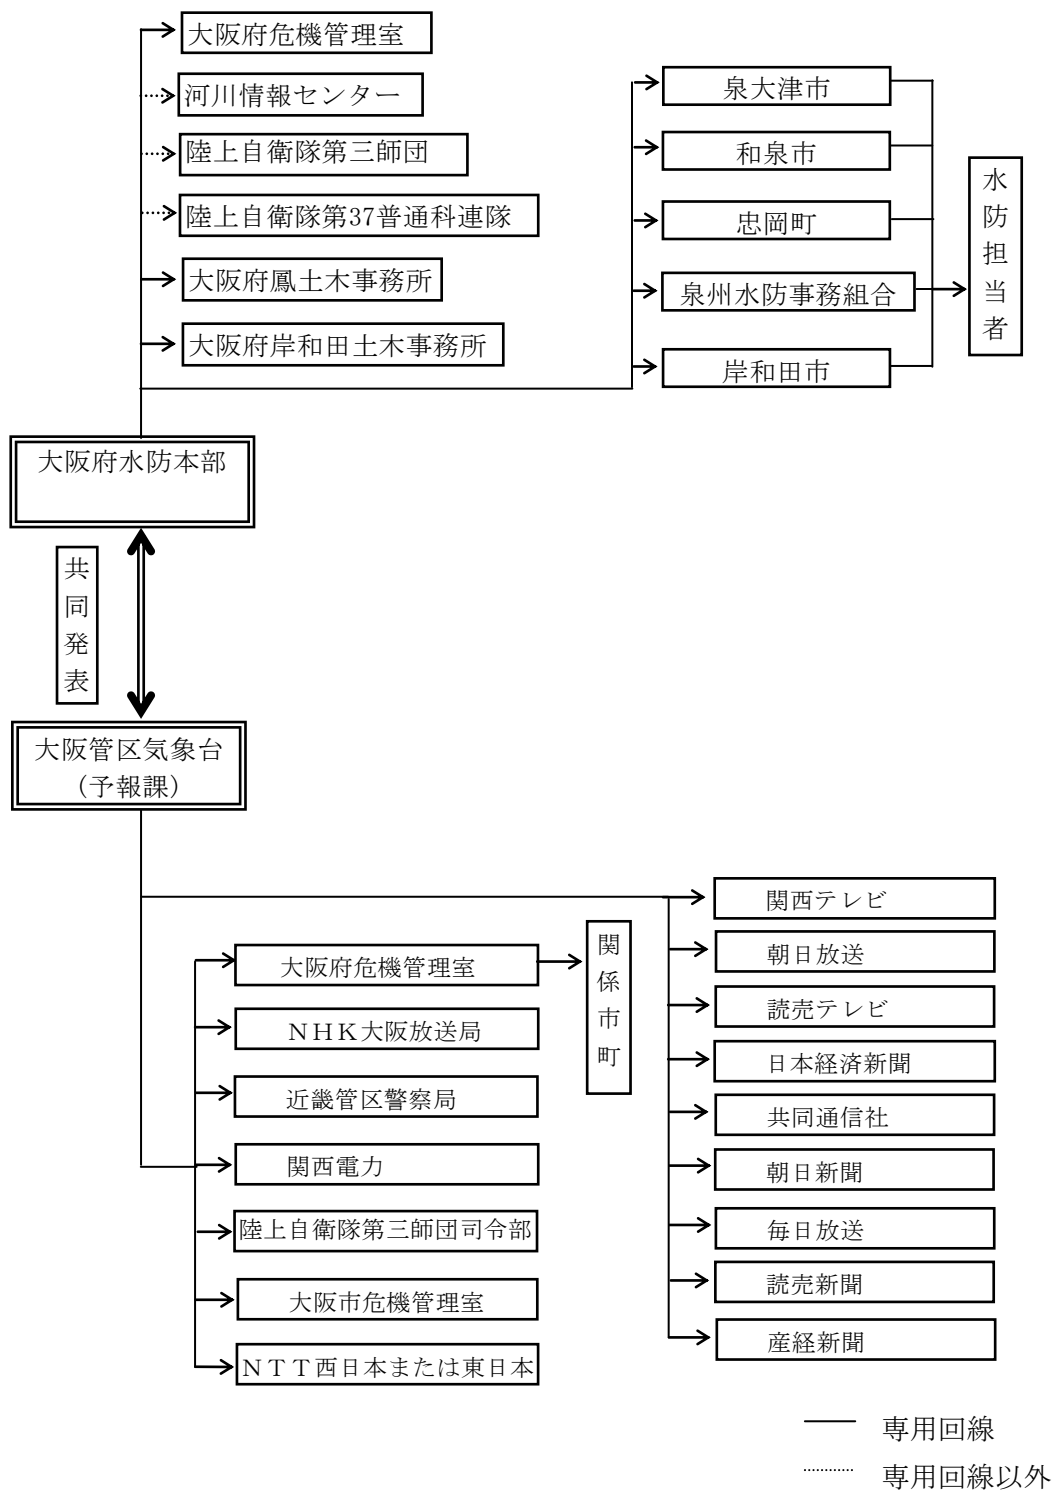 大阪府危機管理室
河川情報センター
陸上自衛隊第三師団
陸上自衛隊第37普通科連隊
大阪府鳳土木事務所
大阪府岸和田土木事務所
泉大津市
和泉市
忠岡町
泉州水防事務組合
岸和田市
水防担当者
大阪府水防本部
共同発表
大阪管区気象台
（予報課）
大阪府危機管理室
ＮＨＫ大阪放送局
近畿管区警察局
関西電力
陸上自衛隊第三師団司令部
大阪市危機管理室
ＮＴＴ西日本または東日本
関係市町
関西テレビ
朝日放送
読売テレビ
日本経済新聞
共同通信社
朝日新聞
毎日放送
読売新聞
産経新聞
専用回線
専用回線以外